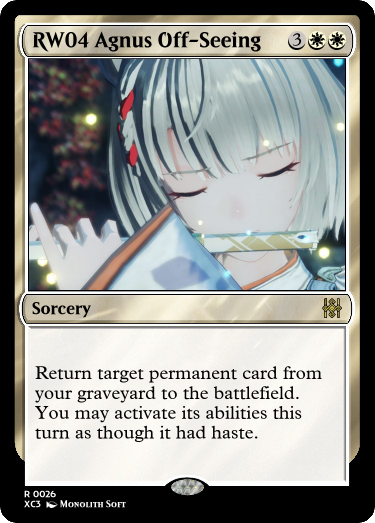 RW04 Agnus Off-Seeing 3
Sorcery
Return target permanent card from
your graveyard to the battlefield.
You may activate its abilities this
turn as though it had haste.
R 0026
XC3 Monolith Soft